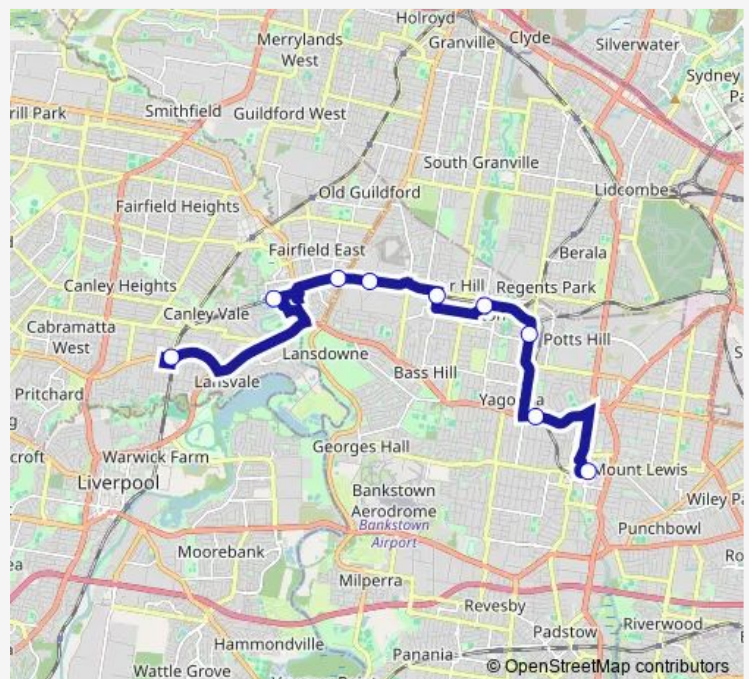 Holroyd
Clyde
Merrylands
West
Granville
Silverwater
Sydney
Smithfield
Guildford West
South Granville
Old Guildford
Lidcombe
Fairfield Heights
Fairfield East
Berala
Canley Heights
r Hill
Regents Park
Canley Vale
Cabramatta
West
Potts Hill
Lansdowne
Bass Hill
Lansvale
Pritchard
Georges Hall
Warwick Farm
Mount Lewis
Liverpool
Bankstown
Aerodrome
Bankstown
Airport
Wiley
Punchbowl
Moorebank
Milperra
Revesby
Padstow
Riverwood
Hammondville
Panania
Wattle Grove
© OpenStreetMap contributors